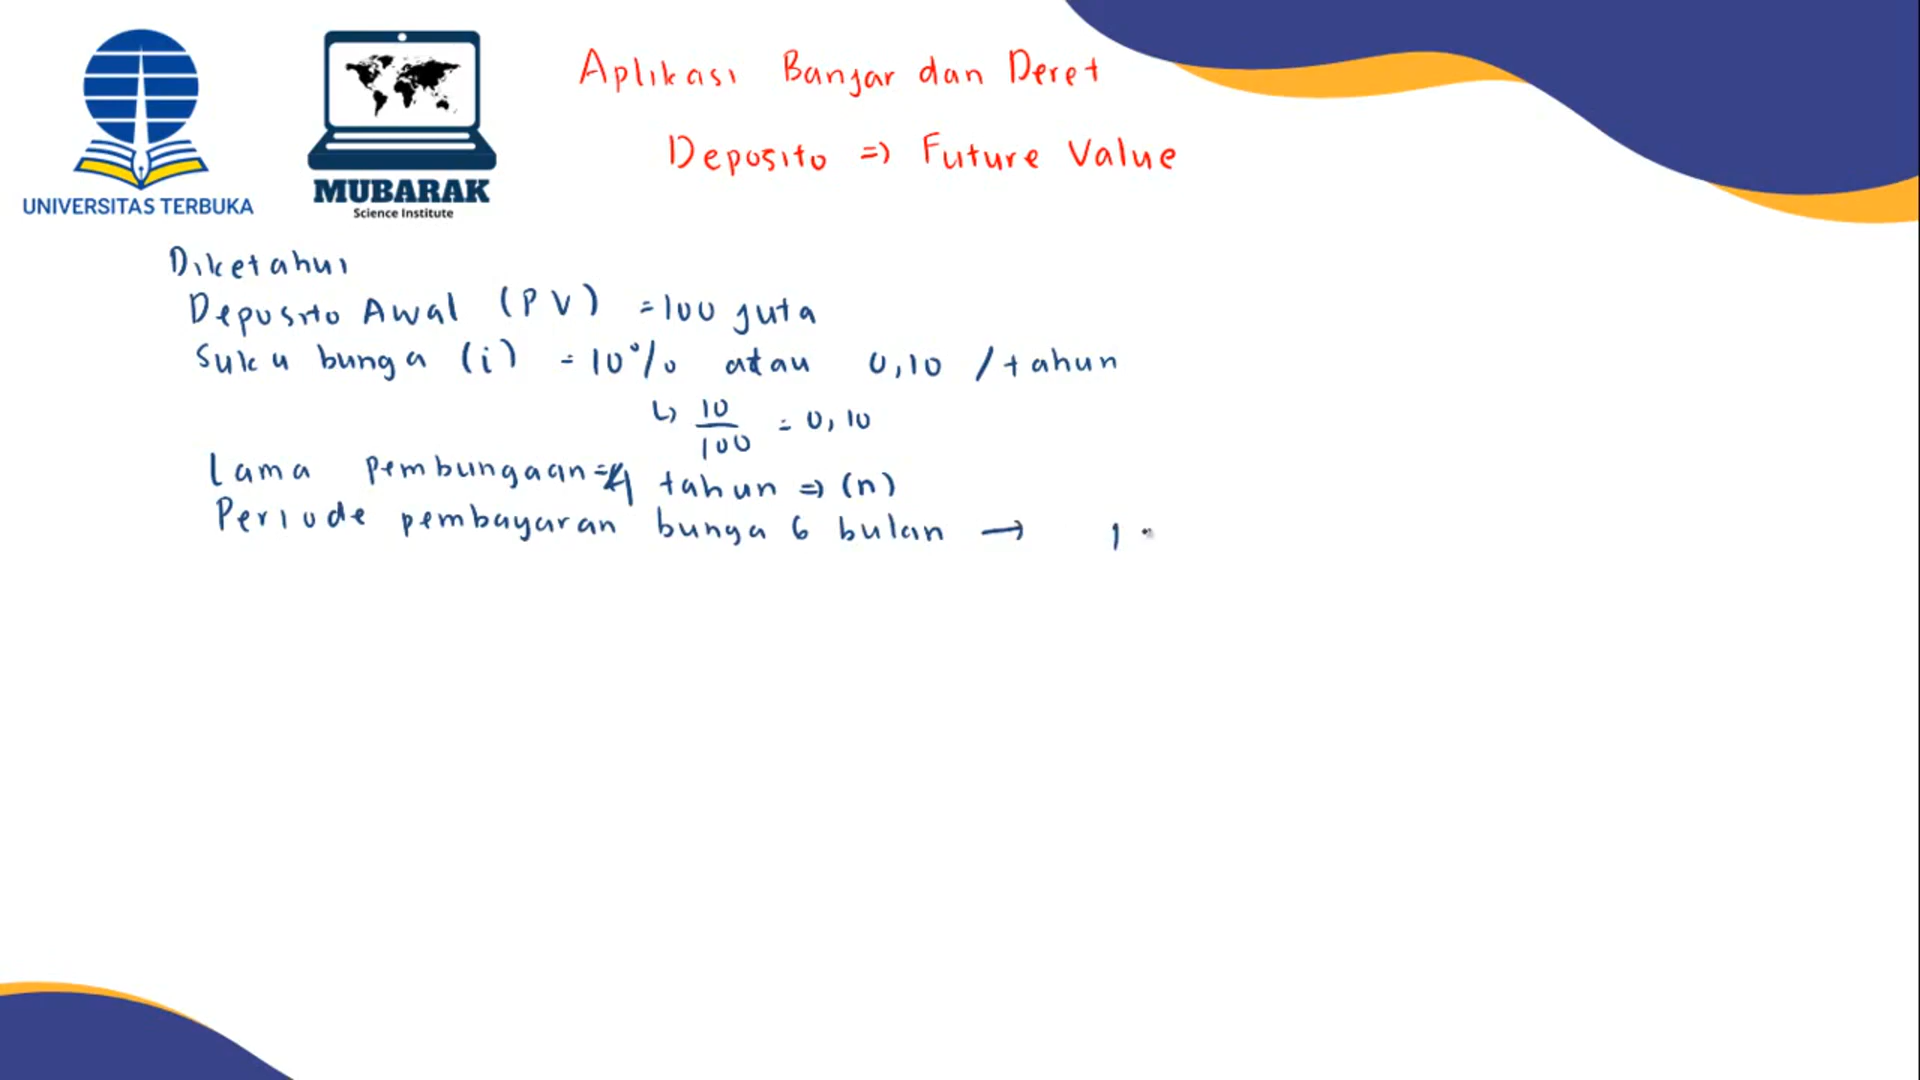 UNIVERSITAS TERBUKA
MUBARAK
Science Institute
Aplikasi Banjar dan Deret
Deposito => Future Value
Diketahui
Deposito Awal (PV) = 100 juta
Suku bunga (i) = 10% atau 0,10 / tahun
↳ 10/100 = 0,10
Lama pembungaan = 4 tahun => (n)
Periode pembayaran bunga 6 bulan → 1